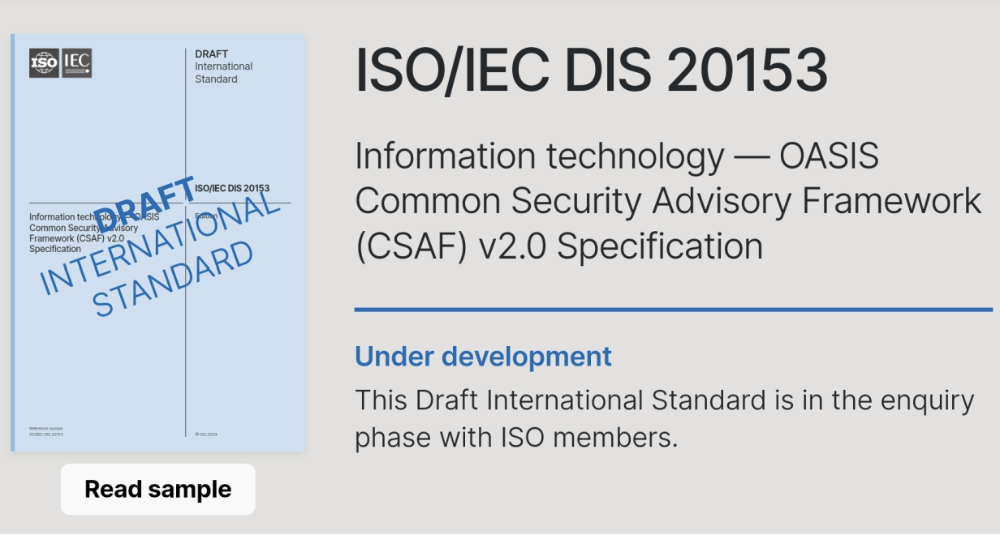 ISO IEC
DRAFT
International
Standard
ISO/IEC DIS 20153
Information technology — OASIS
Common Security Advisory
Framework (CSAF) v2.0
Specification
Edition
DRAFT
INTERNATIONAL
STANDARD
Reference number
ISO/IEC DIS 20153
© ISO 2024
Read sample
ISO/IEC DIS 20153
Information technology — OASIS
Common Security Advisory Framework
(CSAF) v2.0 Specification
Under development
This Draft International Standard is in the enquiry
phase with ISO members.